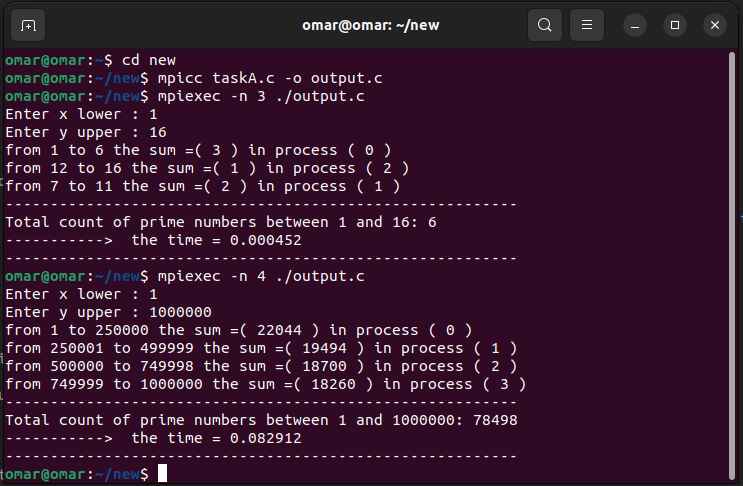 omar@omar: ~/new
omar@omar:~$ cd new
omar@omar:~/new$ mpicc taskA.c -o output.c
omar@omar:~/new$ mpiexec -n 3 ./output.c
Enter x lower : 1
Enter y upper : 16
from 1 to 6 the sum =( 3 ) in process ( 0 )
from 12 to 16 the sum =( 1 ) in process ( 2 )
from 7 to 11 the sum =( 2 ) in process ( 1 )
---------------------------------------------------------
Total count of prime numbers between 1 and 16: 6
----------->  the time = 0.000452
---------------------------------------------------------
omar@omar:~/new$ mpiexec -n 4 ./output.c
Enter x lower : 1
Enter y upper : 1000000
from 1 to 250000 the sum =( 22044 ) in process ( 0 )
from 250001 to 499999 the sum =( 19494 ) in process ( 1 )
from 500000 to 749998 the sum =( 18700 ) in process ( 2 )
from 749999 to 1000000 the sum =( 18260 ) in process ( 3 )
---------------------------------------------------------
Total count of prime numbers between 1 and 1000000: 78498
----------->  the time = 0.082912
---------------------------------------------------------
omar@omar:~/new$